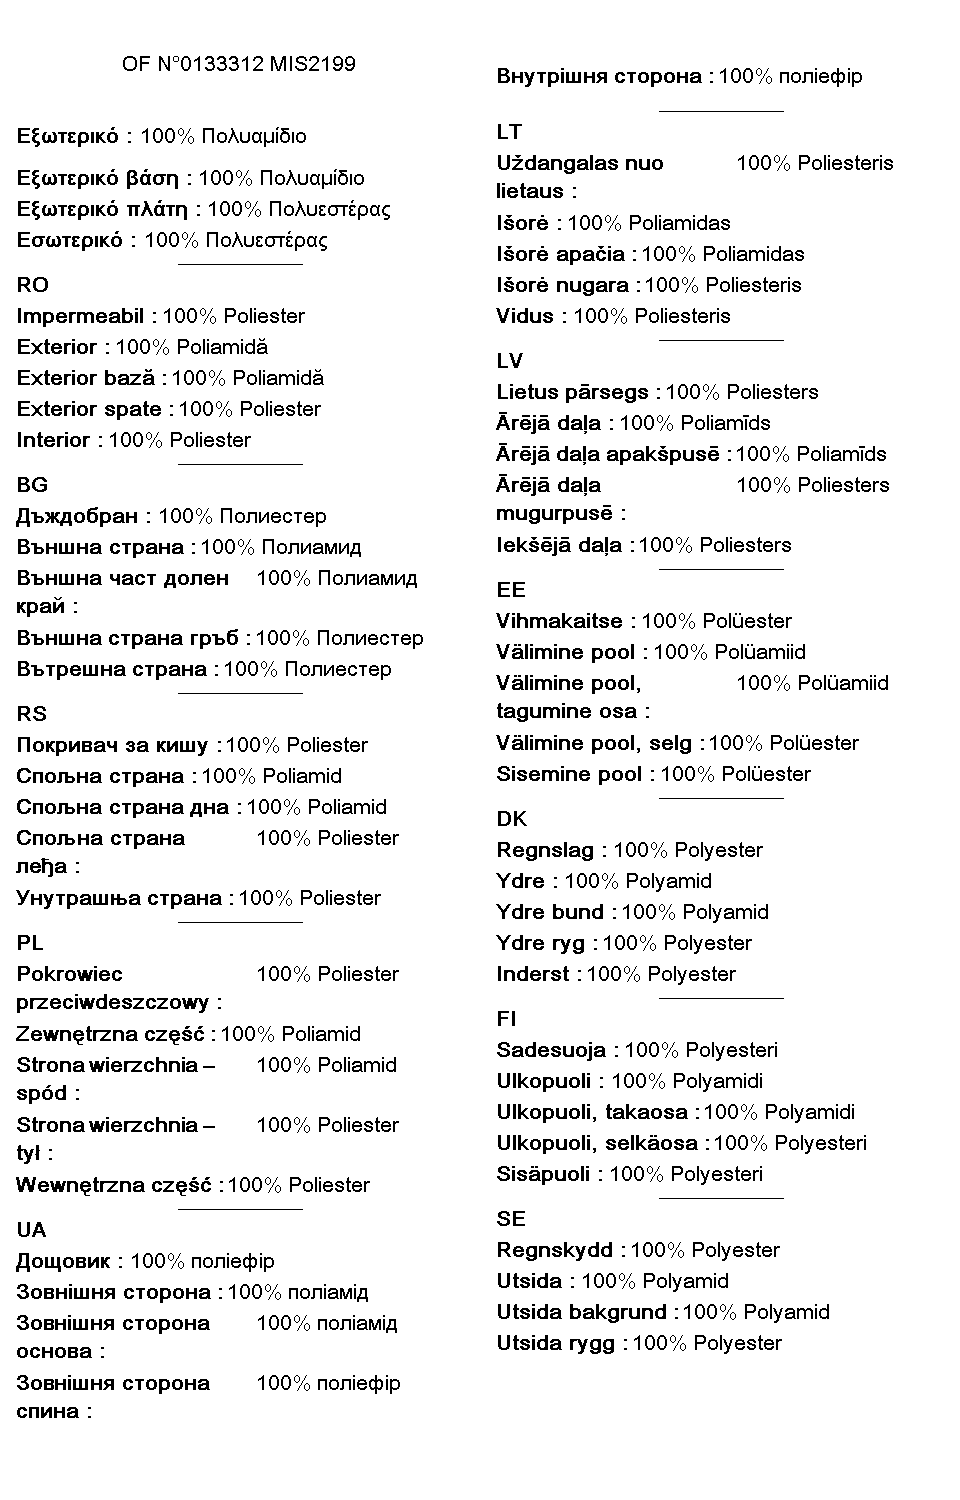 OF N°0133312 MIS2199
Εξωτερικό : 100% Πολυαμίδιο
Εξωτερικό βάση : 100% Πολυαμίδιο
Εξωτερικό πλάτη : 100% Πολυεστέρας
Εσωτερικό : 100% Πολυεστέρας
RO
Impermeabil : 100% Poliester
Exterior : 100% Poliamidă
Exterior bază : 100% Poliamidă
Exterior spate : 100% Poliester
Interior : 100% Poliester
BG
Дъждобран : 100% Полиестер
Външна страна : 100% Полиамид
Външна част долен 100% Полиамид
край :
Външна страна гръб : 100% Полиестер
Вътрешна страна : 100% Полиестер
RS
Покривач за кишу : 100% Poliester
Спољна страна : 100% Poliamid
Спољна страна дна : 100% Poliamid
Спољна страна 100% Poliester
леђа :
Унутрашња страна : 100% Poliester
PL
Pokrowiec 100% Poliester
przeciwdeszczowy :
Zewnętrzna część : 100% Poliamid
Strona wierzchnia – 100% Poliamid
spód :
Strona wierzchnia – 100% Poliester
tył :
Wewnętrzna część : 100% Poliester
UA
Дощовик : 100% поліефір
Зовнішня сторона : 100% поліамід
Зовнішня сторона 100% поліамід
основа :
Зовнішня сторона 100% поліефір
спина :
Внутрішня сторона : 100% поліефір
LT
Uždangalas nuo 100% Poliesteris
lietaus :
Išorė : 100% Poliamidas
Išorė apačia : 100% Poliamidas
Išorė nugara : 100% Poliesteris
Vidus : 100% Poliesteris
LV
Lietus pārsegs : 100% Poliesters
Ārējā daļa : 100% Poliamīds
Ārējā daļa apakšpusē : 100% Poliamīds
Ārējā daļa 100% Poliesters
mugurpusē :
Iekšējā daļa : 100% Poliesters
EE
Vihmakaitse : 100% Polüester
Välimine pool : 100% Polüamiid
Välimine pool, 100% Polüamiid
tagumine osa :
Välimine pool, selg : 100% Polüester
Sisemine pool : 100% Polüester
DK
Regnslag : 100% Polyester
Ydre : 100% Polyamid
Ydre bund : 100% Polyamid
Ydre ryg : 100% Polyester
Inderst : 100% Polyester
FI
Sadesuoja : 100% Polyesteri
Ulkopuoli : 100% Polyamidi
Ulkopuoli, takaosa : 100% Polyamidi
Ulkopuoli, selkäosa : 100% Polyesteri
Sisäpuoli : 100% Polyesteri
SE
Regnskydd : 100% Polyester
Utsida : 100% Polyamid
Utsida bakgrund : 100% Polyamid
Utsida rygg : 100% Polyester